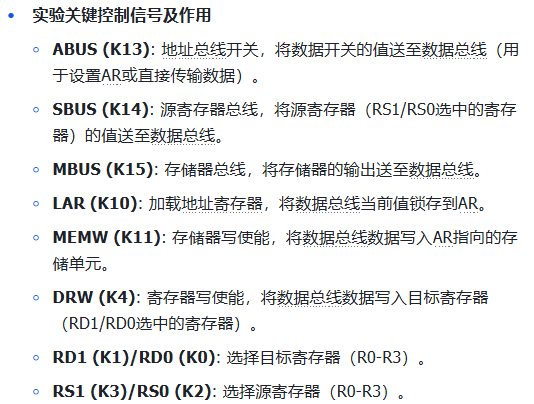 • 实验关键控制信号及作用
◦ ABUS (K13): 地址总线开关，将数据开关的值送至数据总线（用
于设置AR或直接传输数据）。
◦ SBUS (K14): 源寄存器总线，将源寄存器（RS1/RS0选中的寄存
器）的值送至数据总线。
◦ MBUS (K15): 存储器总线，将存储器的输出送至数据总线。
◦ LAR (K10): 加载地址寄存器，将数据总线当前值锁存到AR。
◦ MEMW (K11): 存储器写使能，将数据总线数据写入AR指向的存
储单元。
◦ DRW (K4): 寄存器写使能，将数据总线数据写入目标寄存器
（RD1/RD0选中的寄存器）。
◦ RD1 (K1)/RD0 (K0): 选择目标寄存器（R0-R3）。
◦ RS1 (K3)/RS0 (K2): 选择源寄存器（R0-R3）。